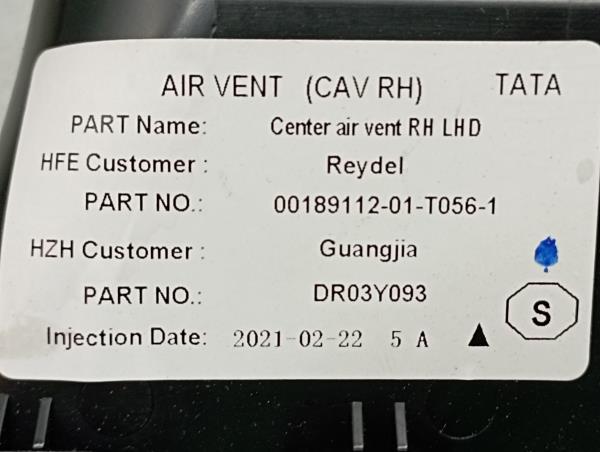 AIR VENT (CAV RH) TATA
PART Name: Center air vent RH LHD
HFE Customer : Reydel
PART NO.: 00189112-01-T056-1
HZH Customer : Guangjia
PART NO.: DR03Y093
S
Injection Date: 2021-02-22 5 A